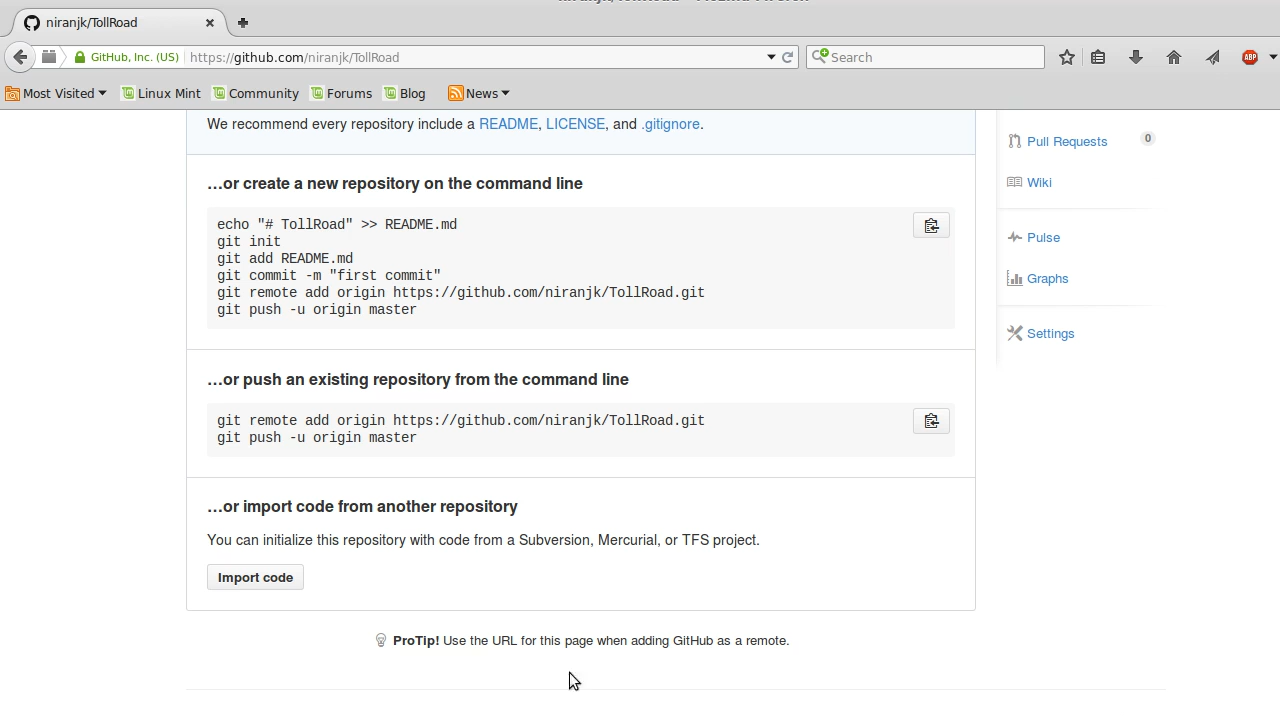 niranjk/TollRoad
GitHub, Inc. (US)
https://github.com/niranjk/TollRoad
Search
ABP
Most Visited
Linux Mint
Community
Forums
Blog
News
We recommend every repository include a README, LICENSE, and .gitignore.
…or create a new repository on the command line
echo "# TollRoad" >> README.md
git init
git add README.md
git commit -m "first commit"
git remote add origin https://github.com/niranjk/TollRoad.git
git push -u origin master
…or push an existing repository from the command line
git remote add origin https://github.com/niranjk/TollRoad.git
git push -u origin master
…or import code from another repository
You can initialize this repository with code from a Subversion, Mercurial, or TFS project.
Import code
ProTip! Use the URL for this page when adding GitHub as a remote.
Pull Requests 0
Wiki
Pulse
Graphs
Settings